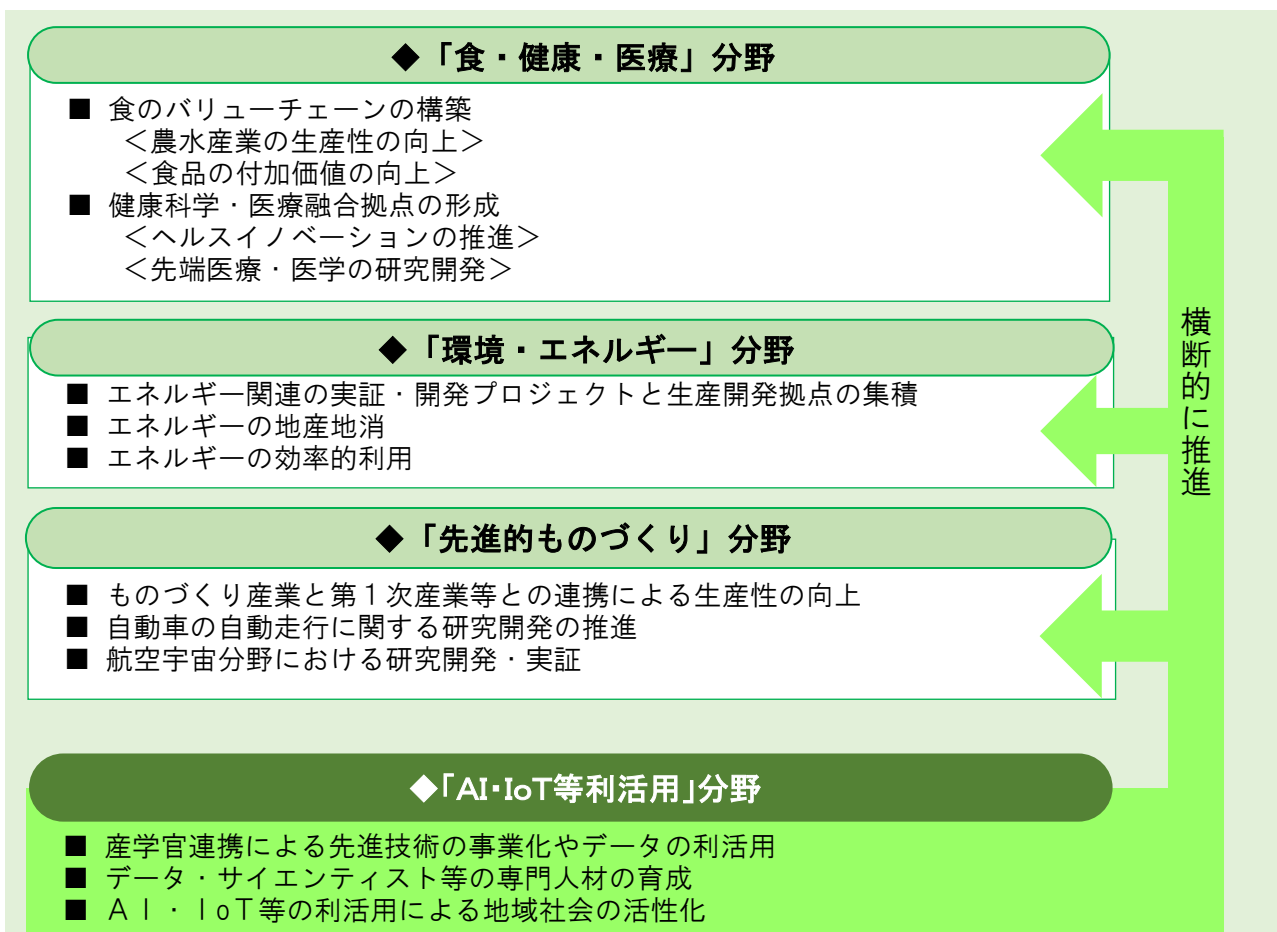 ◆「食・健康・医療」分野
■ 食のバリューチェーンの構築
＜農水産業の生産性の向上＞
＜食品の付加価値の向上＞
■ 健康科学・医療融合拠点の形成
＜ヘルスイノベーションの推進＞
＜先端医療・医学の研究開発＞
◆「環境・エネルギー」分野
■ エネルギー関連の実証・開発プロジェクトと生産開発拠点の集積
■ エネルギーの地産地消
■ エネルギーの効率的利用
◆「先進的ものづくり」分野
■ ものづくり産業と第１次産業等との連携による生産性の向上
■ 自動車の自動走行に関する研究開発の推進
■ 航空宇宙分野における研究開発・実証
横断的に推進
◆「AI・IoT等利活用」分野
■ 産学官連携による先進技術の事業化やデータの利活用
■ データ・サイエンティスト等の専門人材の育成
■ ＡＩ・ＩoＴ等の利活用による地域社会の活性化